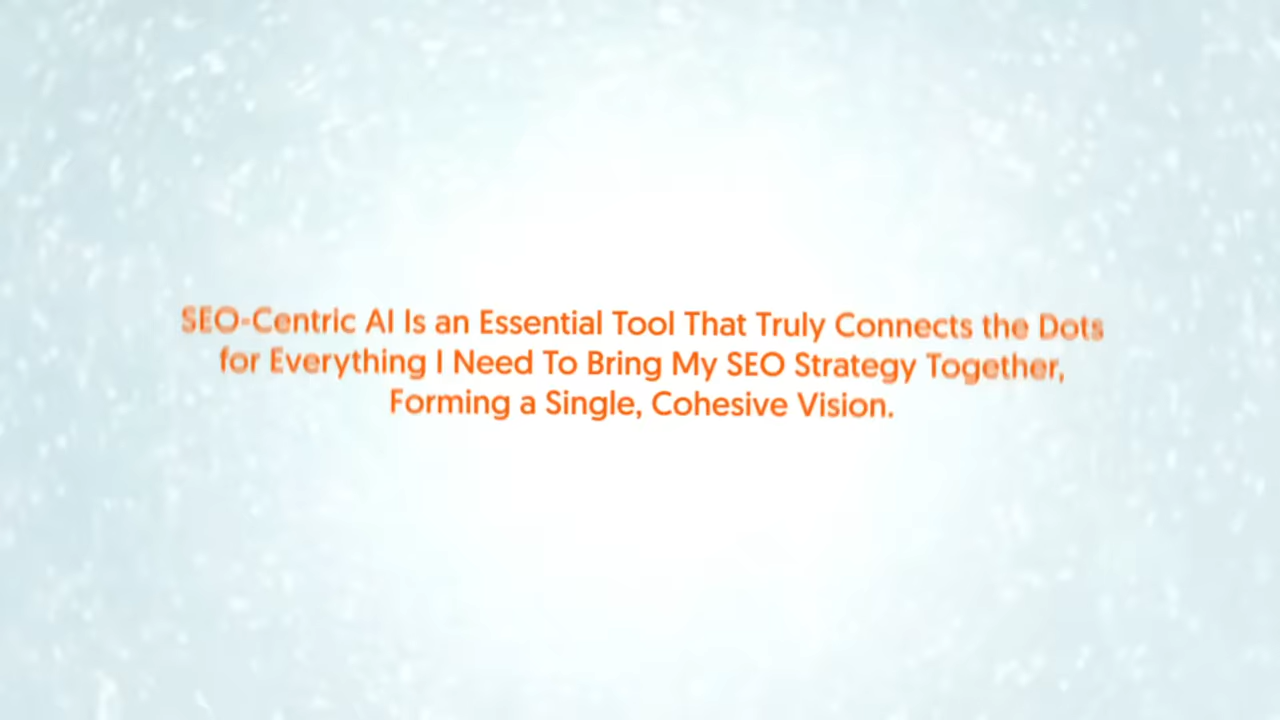 SEO-Centric AI Is an Essential Tool That Truly Connects the Dots
for Everything I Need To Bring My SEO Strategy Together,
Forming a Single, Cohesive Vision.